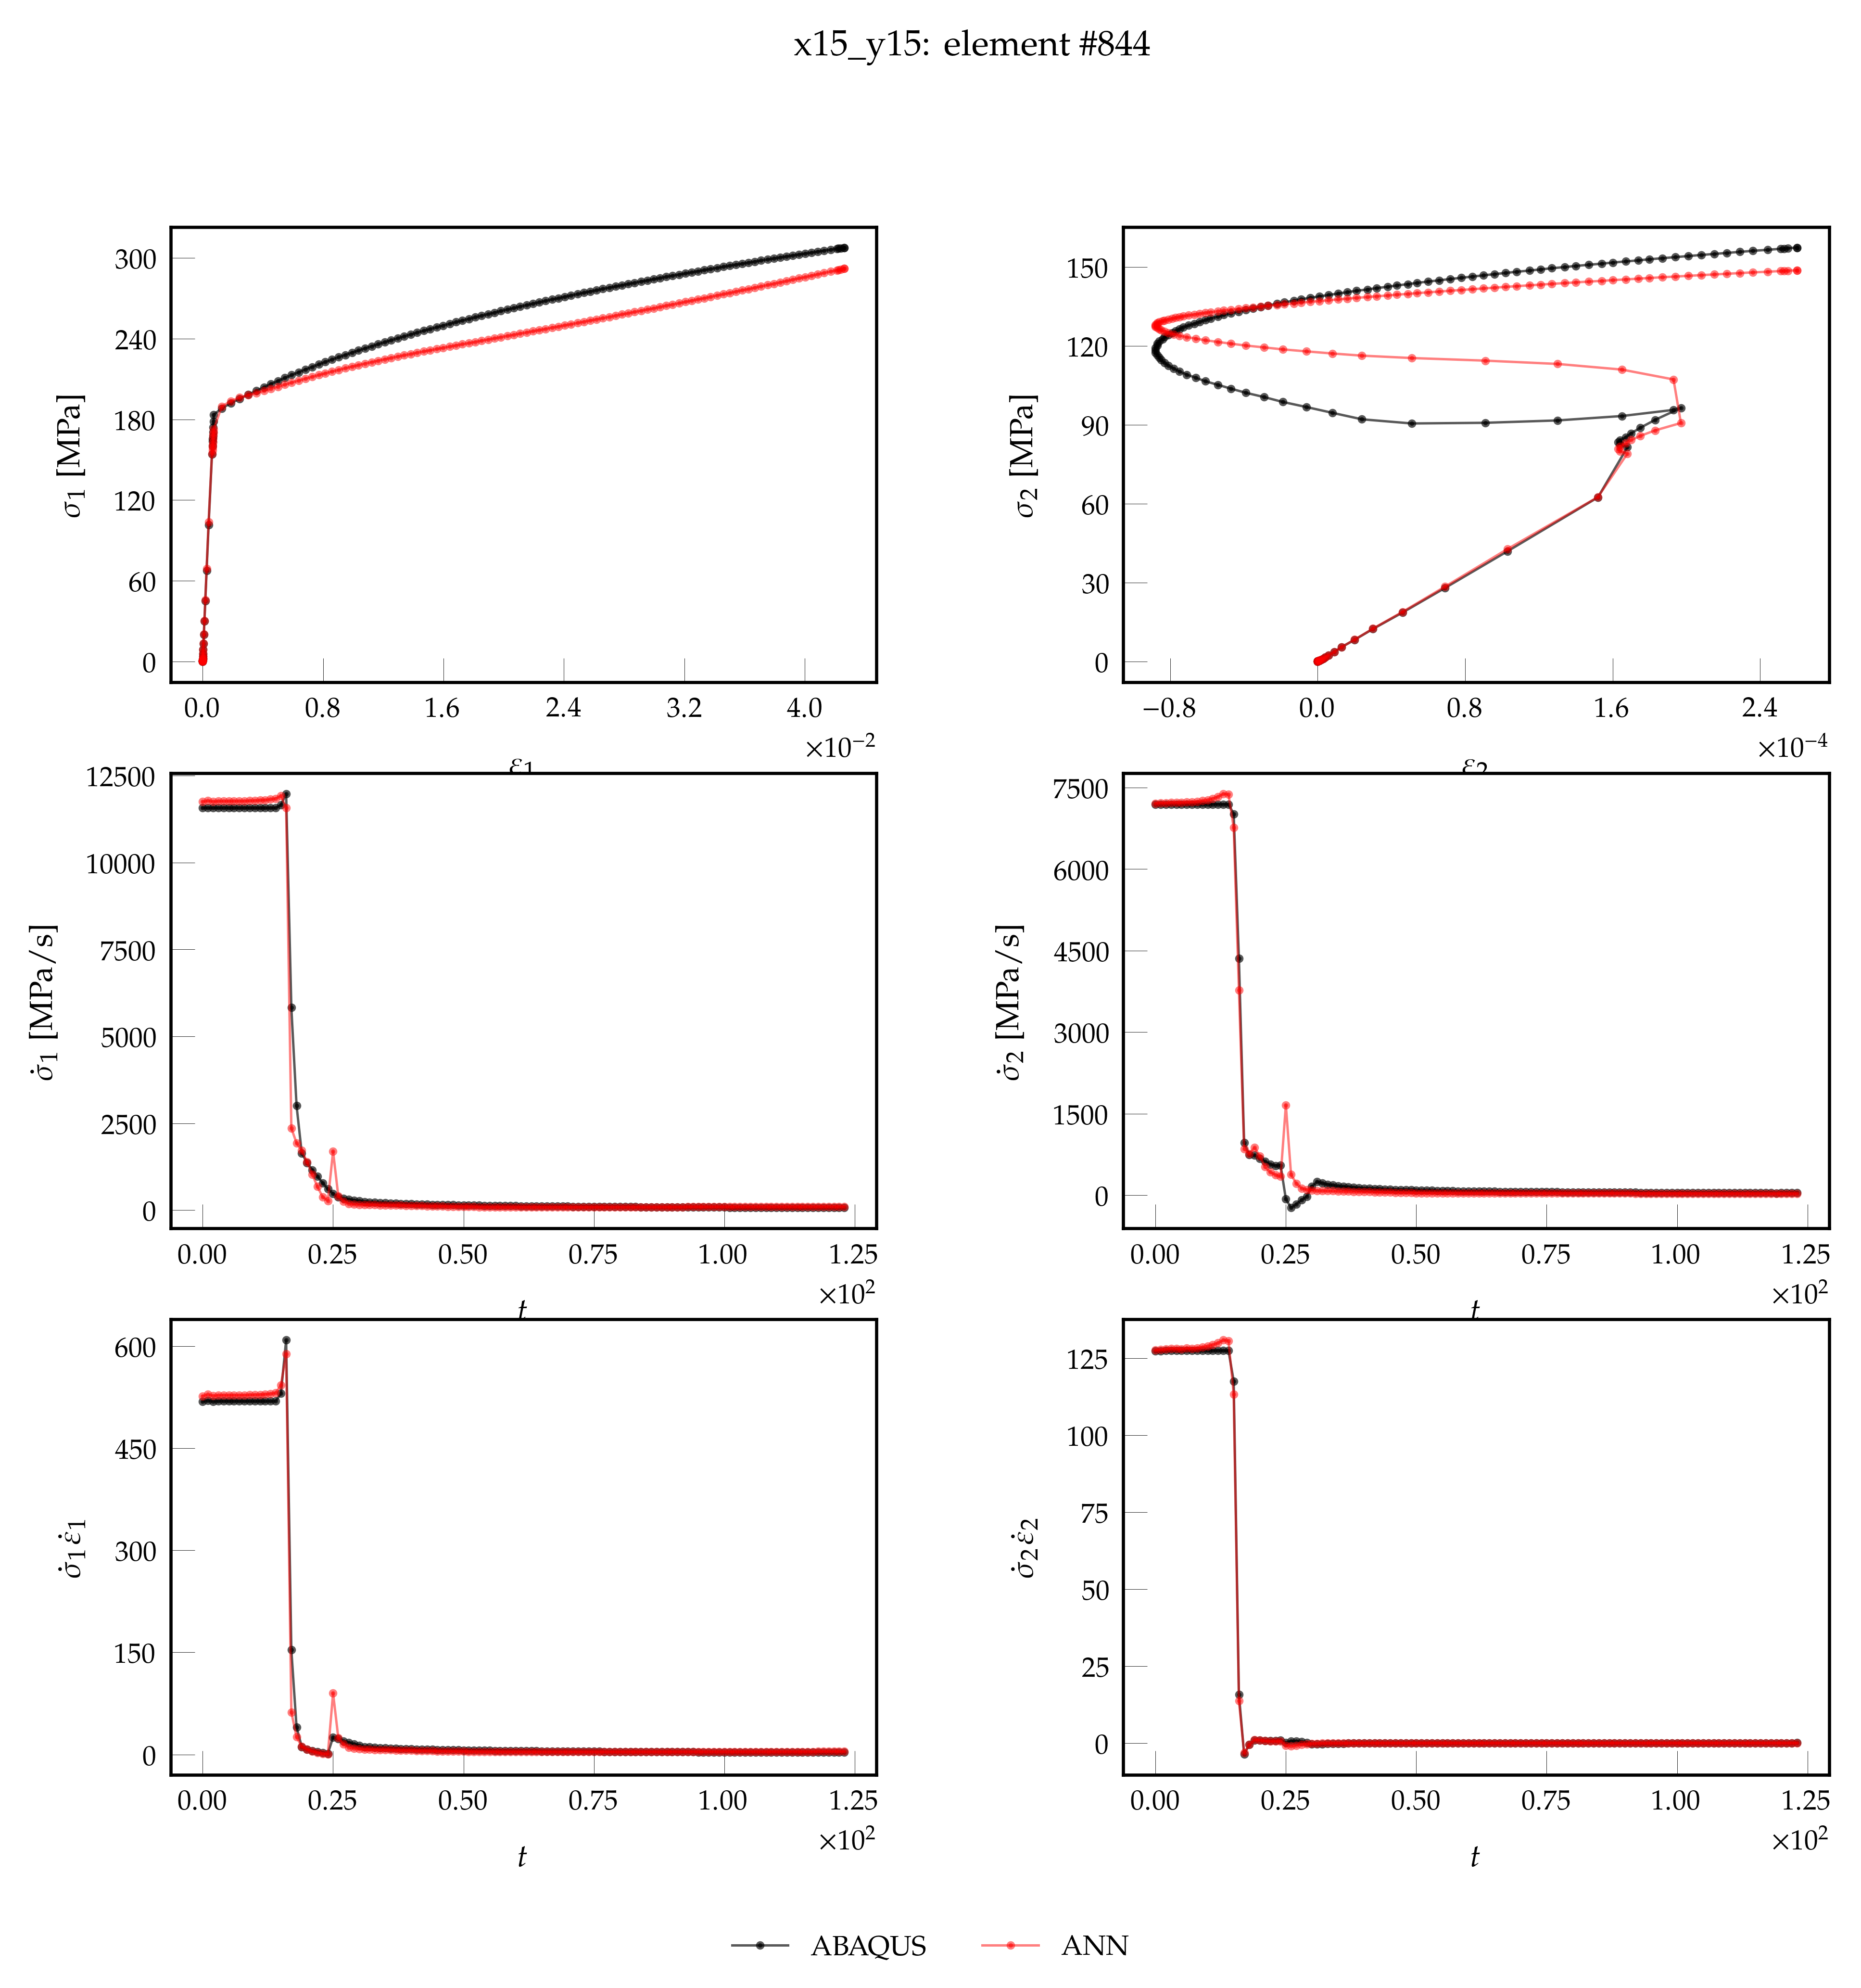 x15_y15: element #844
σ₁ [MPa]
300
240
180
120
60
0
0.0 0.8 1.6 2.4 3.2 4.0
×10⁻²
ε₁
σ₂ [MPa]
150
120
90
60
30
0
−0.8 0.0 0.8 1.6 2.4
×10⁻⁴
ε₂
σ̇₁ [MPa/s]
12500
10000
7500
5000
2500
0
0.00 0.25 0.50 0.75 1.00 1.25
×10²
t
σ̇₂ [MPa/s]
7500
6000
4500
3000
1500
0
0.00 0.25 0.50 0.75 1.00 1.25
×10²
t
σ̇₁ε̇₁
600
450
300
150
0
0.00 0.25 0.50 0.75 1.00 1.25
×10²
t
σ̇₂ε̇₂
125
100
75
50
25
0
0.00 0.25 0.50 0.75 1.00 1.25
×10²
t
ABAQUS ANN